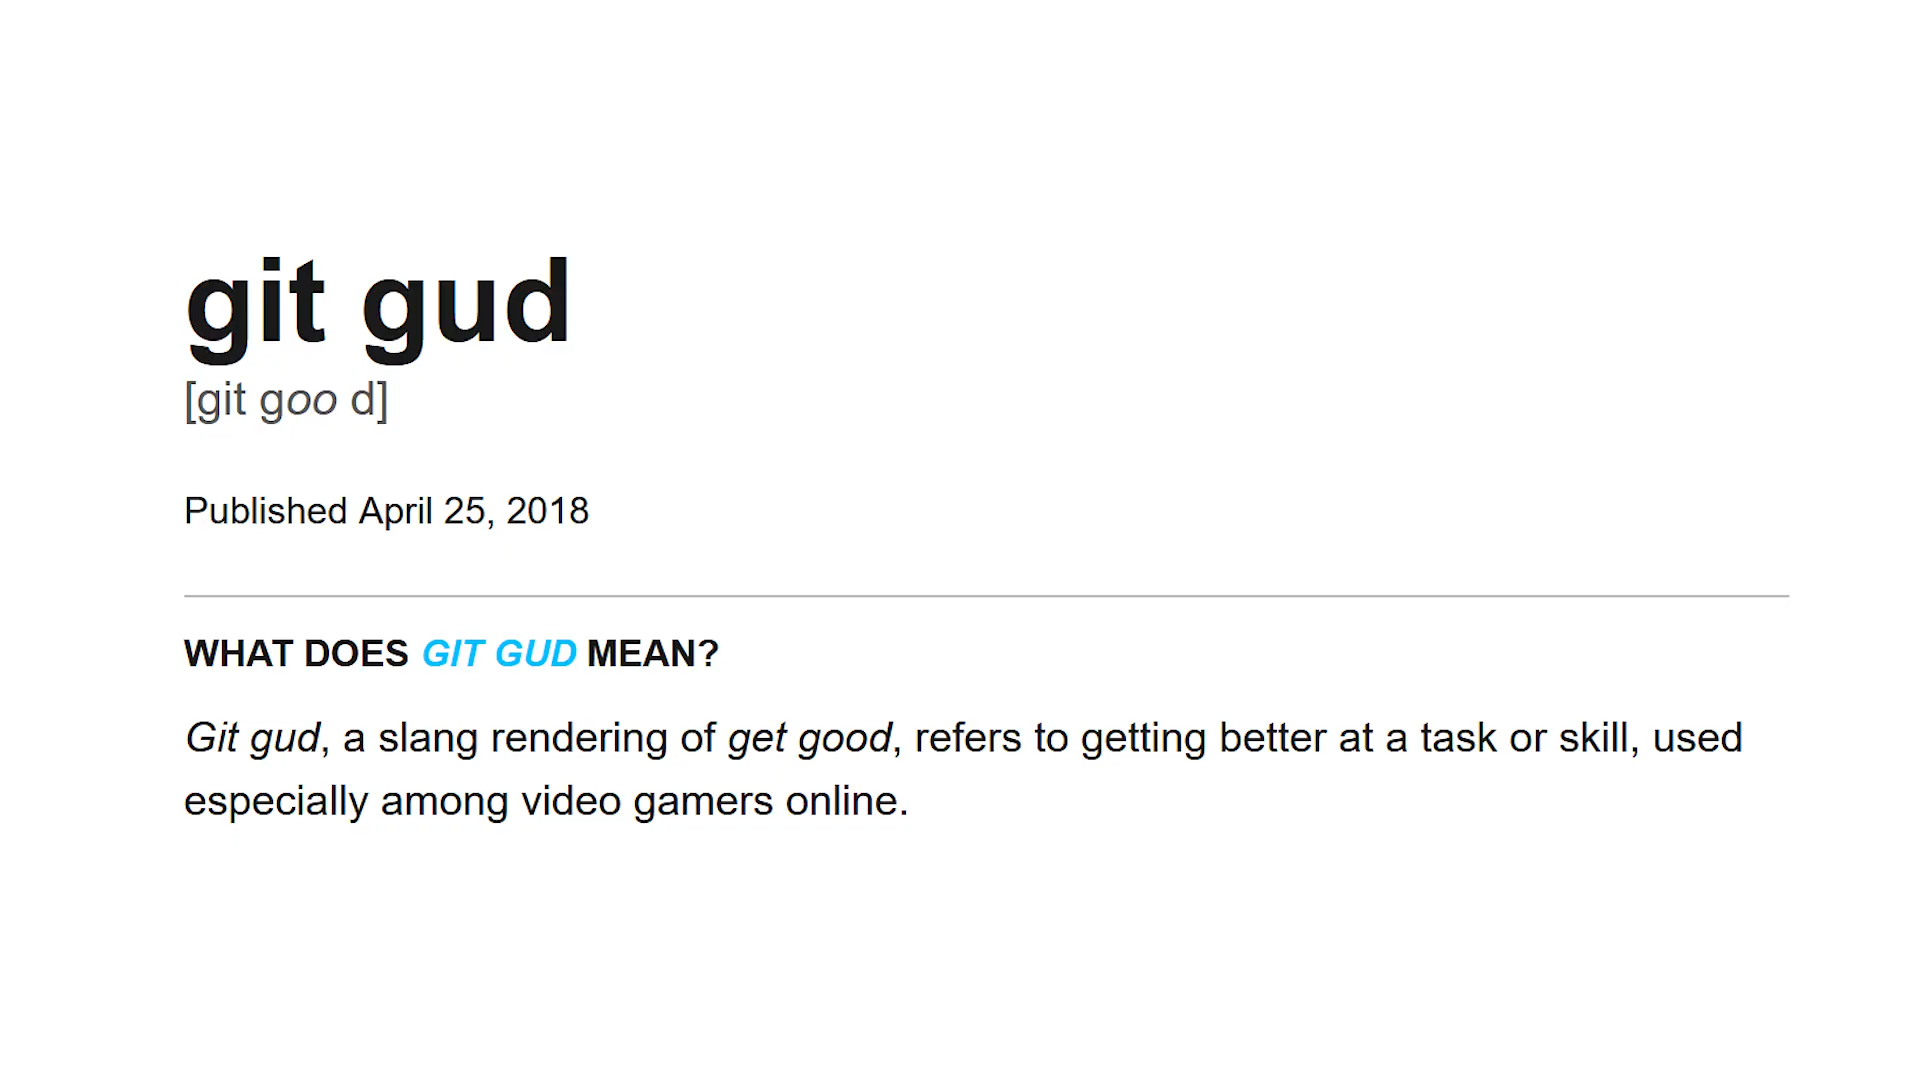 git gud
[git goo d]
Published April 25, 2018
WHAT DOES GIT GUD MEAN?
Git gud, a slang rendering of get good, refers to getting better at a task or skill, used
especially among video gamers online.